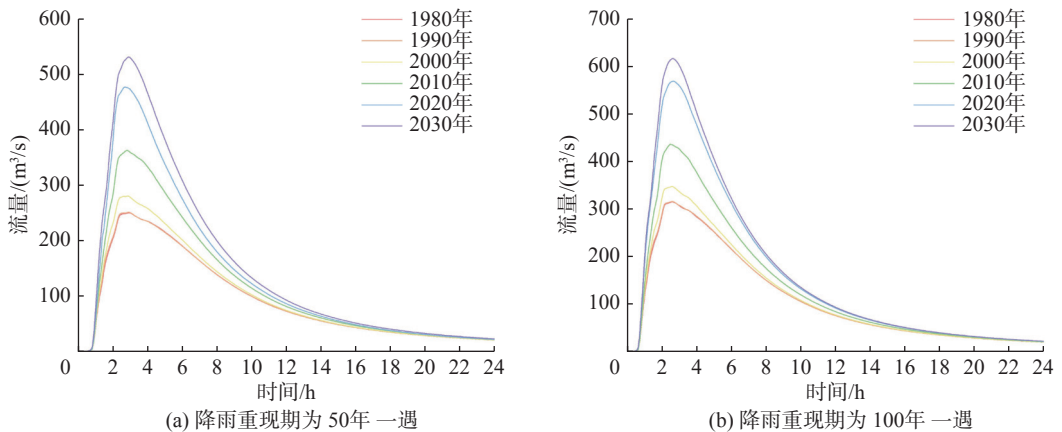 600
500
400
300
200
100
0
流量/(m³/s)
1980年
1990年
2000年
2010年
2020年
2030年
2 4 6 8 10 12 14 16 18 20 22 24
时间/h
(a) 降雨重现期为 50年 一遇
700
600
500
400
300
200
100
0
流量/(m³/s)
1980年
1990年
2000年
2010年
2020年
2030年
2 4 6 8 10 12 14 16 18 20 22 24
时间/h
(b) 降雨重现期为 100年 一遇